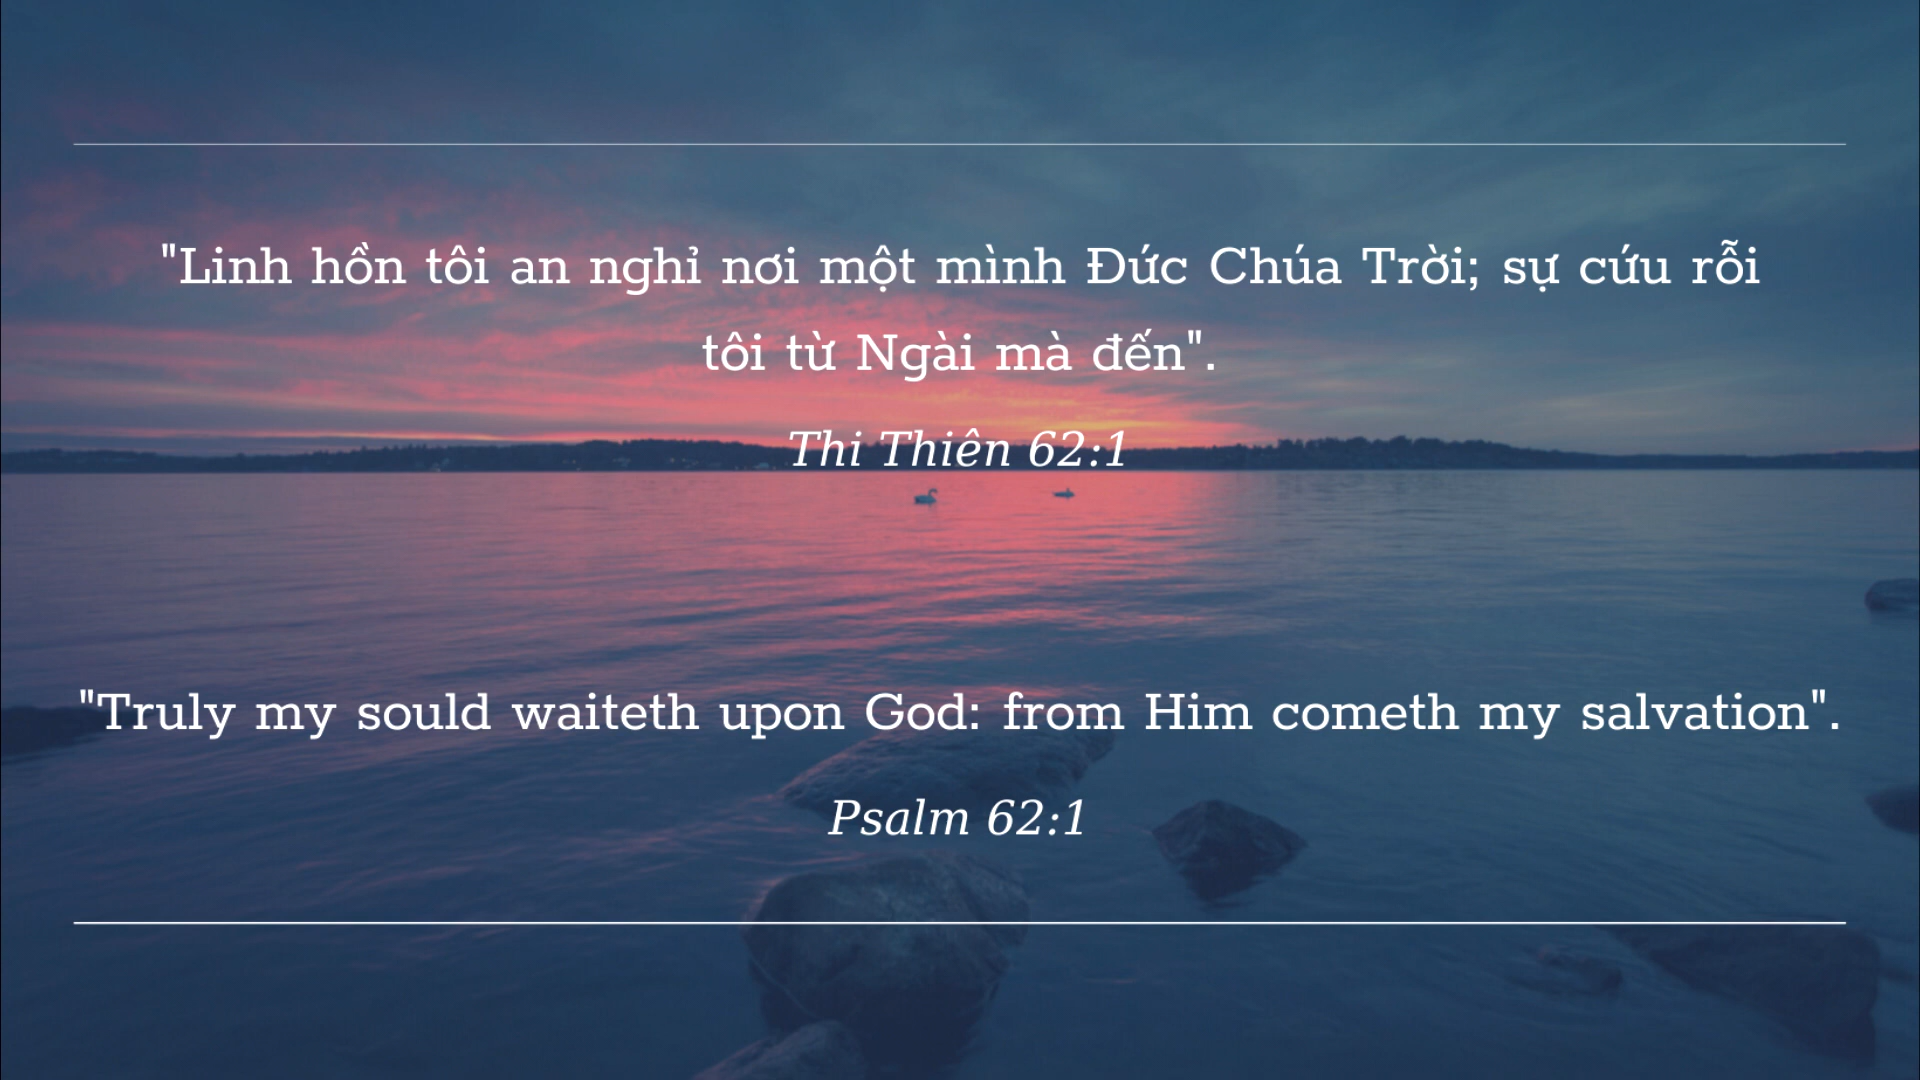 "Linh hồn tôi an nghỉ nơi một mình Đức Chúa Trời; sự cứu rỗi
tôi từ Ngài mà đến".
Thi Thiên 62:1
"Truly my sould waiteth upon God: from Him cometh my salvation".
Psalm 62:1